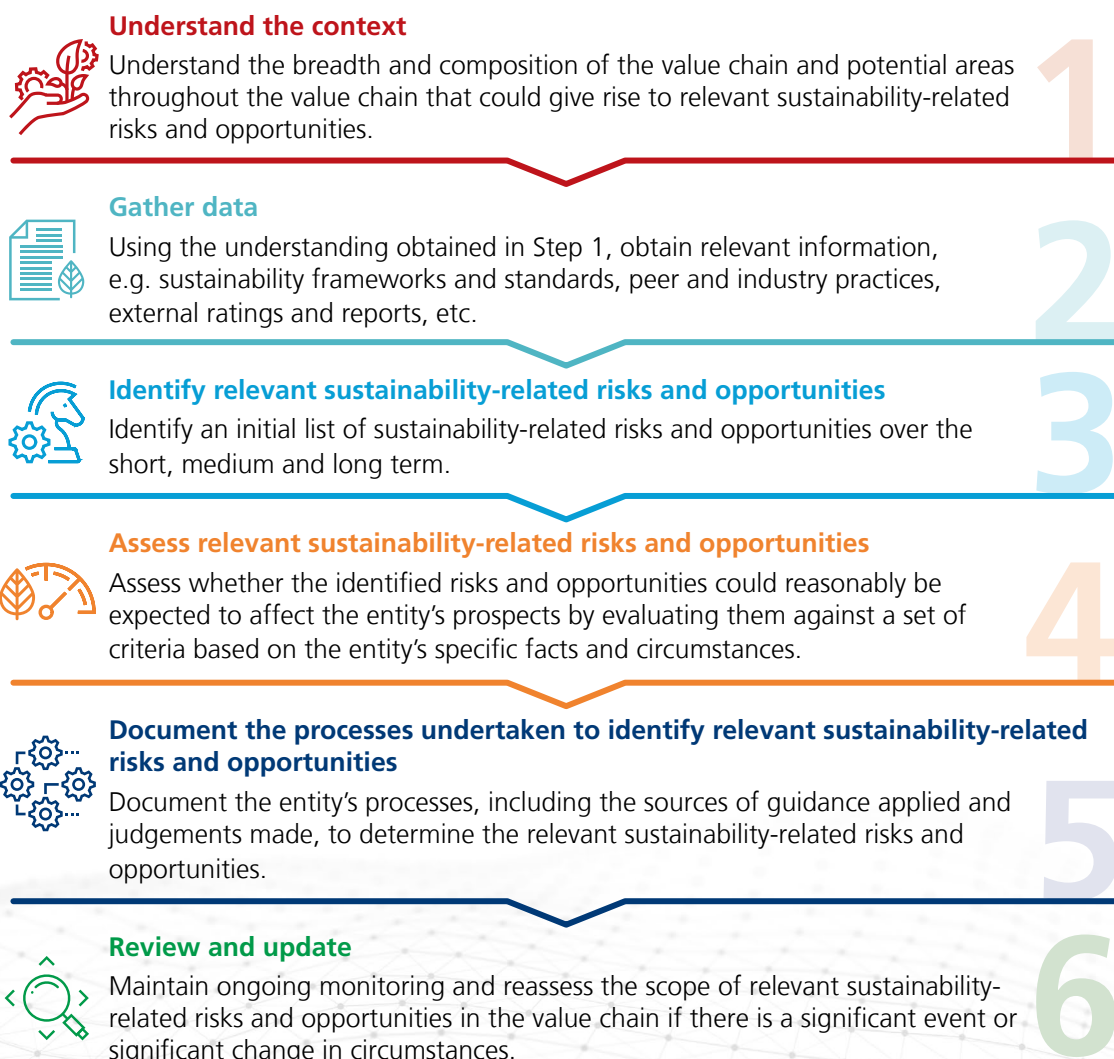 Understand the context
1
Understand the breadth and composition of the value chain and potential areas
throughout the value chain that could give rise to relevant sustainability-related
risks and opportunities.
Gather data
2
Using the understanding obtained in Step 1, obtain relevant information,
e.g. sustainability frameworks and standards, peer and industry practices,
external ratings and reports, etc.
Identify relevant sustainability-related risks and opportunities
3
Identify an initial list of sustainability-related risks and opportunities over the
short, medium and long term.
Assess relevant sustainability-related risks and opportunities
4
Assess whether the identified risks and opportunities could reasonably be
expected to affect the entity’s prospects by evaluating them against a set of
criteria based on the entity’s specific facts and circumstances.
Document the processes undertaken to identify relevant sustainability-related
risks and opportunities
5
Document the entity’s processes, including the sources of guidance applied and
judgements made, to determine the relevant sustainability-related risks and
opportunities.
Review and update
6
Maintain ongoing monitoring and reassess the scope of relevant sustainability-
related risks and opportunities in the value chain if there is a significant event or
significant change in circumstances.